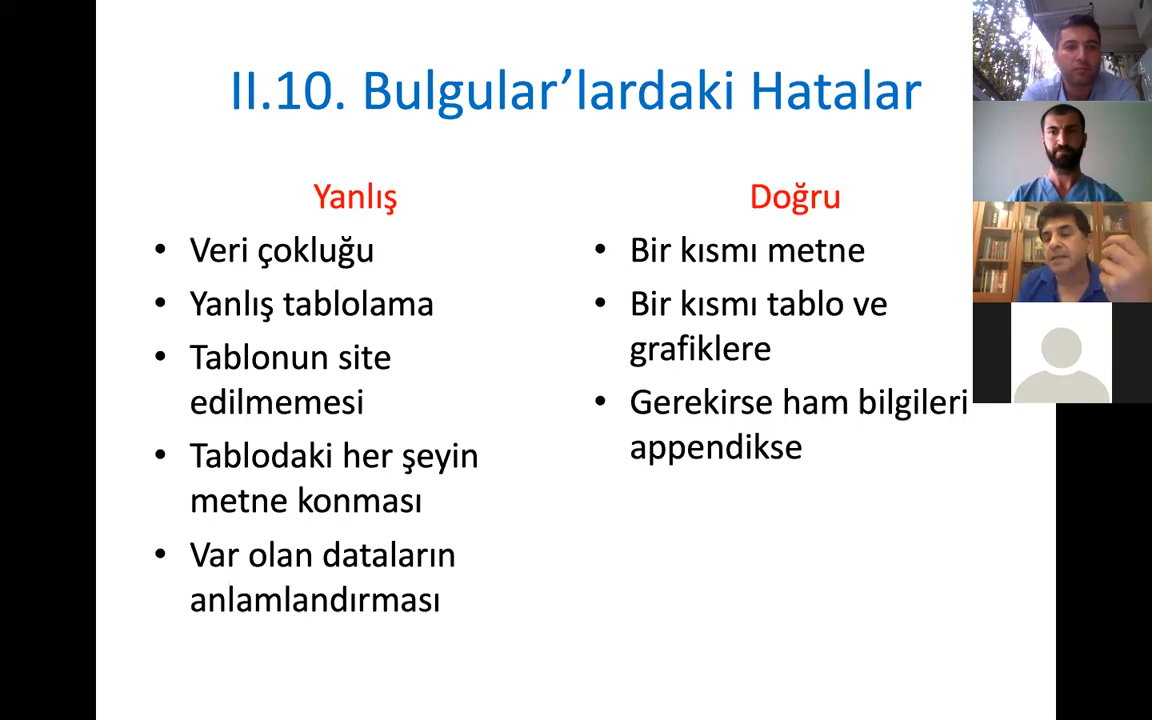 II.10. Bulgular’lardaki Hatalar
Yanlış
• Veri çokluğu
• Yanlış tablolama
• Tablonun site
edilmemesi
• Tablodaki her şeyin
metne konması
• Var olan dataların
anlamlandırması
Doğru
• Bir kısmı metne
• Bir kısmı tablo ve
grafiklere
• Gerekirse ham bilgileri
appendikse